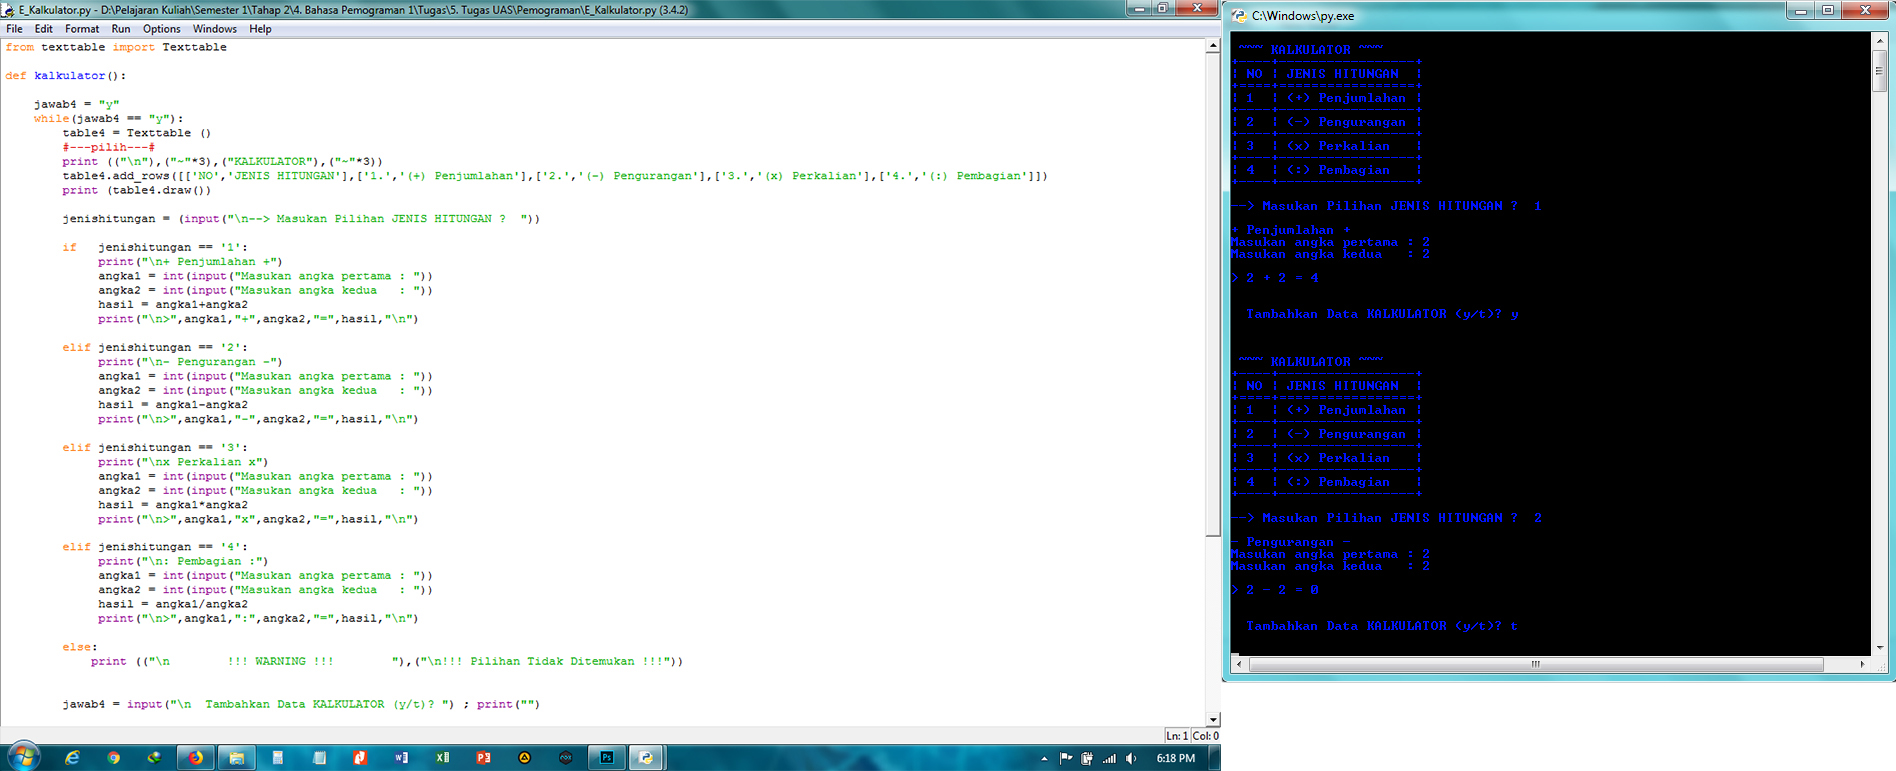 E_Kalkulator.py - D:\Pelajaran Kuliah\Semester 1\Tahap 2\4. Bahasa Pemograman 1\Tugas\5. Tugas UAS\Pemograman\E_Kalkulator.py (3.4.2)
File Edit Format Run Options Windows Help
from texttable import Texttable

def kalkulator():

    jawab4 = "y"
    while(jawab4 == "y"):
        table4 = Texttable ()
        #---pilih---#
        print (("\n"),("~"*3),("KALKULATOR"),("~"*3))
        table4.add_rows([['NO','JENIS HITUNGAN'],['1.','(+) Penjumlahan'],['2.','(-) Pengurangan'],['3.','(x) Perkalian'],['4.','(:) Pembagian']])
        print (table4.draw())

        jenishitungan = (input("\n--> Masukan Pilihan JENIS HITUNGAN ?  "))

        if   jenishitungan == '1':
             print("\n+ Penjumlahan +")
             angka1 = int(input("Masukan angka pertama : "))
             angka2 = int(input("Masukan angka kedua   : "))
             hasil = angka1+angka2
             print("\n>",angka1,"+",angka2,"=",hasil,"\n")

        elif jenishitungan == '2':
             print("\n- Pengurangan -")
             angka1 = int(input("Masukan angka pertama : "))
             angka2 = int(input("Masukan angka kedua   : "))
             hasil = angka1-angka2
             print("\n>",angka1,"-",angka2,"=",hasil,"\n")

        elif jenishitungan == '3':
             print("\nx Perkalian x")
             angka1 = int(input("Masukan angka pertama : "))
             angka2 = int(input("Masukan angka kedua   : "))
             hasil = angka1*angka2
             print("\n>",angka1,"x",angka2,"=",hasil,"\n")

        elif jenishitungan == '4':
             print("\n: Pembagian :")
             angka1 = int(input("Masukan angka pertama : "))
             angka2 = int(input("Masukan angka kedua   : "))
             hasil = angka1/angka2
             print("\n>",angka1,":",angka2,"=",hasil,"\n")

        else:
            print (("\n        !!! WARNING !!!        "),("\n!!! Pilihan Tidak Ditemukan !!!"))

        jawab4 = input("\n  Tambahkan Data KALKULATOR (y/t)? ") ; print("")
Ln: 1 Col: 0
6:18 PM
C:\Windows\py.exe
 ~~~ KALKULATOR ~~~
+----+-----------------+
| NO | JENIS HITUNGAN  |
+====+=================+
| 1  | (+) Penjumlahan |
+----+-----------------+
| 2  | (-) Pengurangan |
+----+-----------------+
| 3  | (x) Perkalian   |
+----+-----------------+
| 4  | (:) Pembagian   |
+----+-----------------+
--> Masukan Pilihan JENIS HITUNGAN ?  1
+ Penjumlahan +
Masukan angka pertama : 2
Masukan angka kedua   : 2
> 2 + 2 = 4
  Tambahkan Data KALKULATOR (y/t)? y
 ~~~ KALKULATOR ~~~
+----+-----------------+
| NO | JENIS HITUNGAN  |
+====+=================+
| 1  | (+) Penjumlahan |
+----+-----------------+
| 2  | (-) Pengurangan |
+----+-----------------+
| 3  | (x) Perkalian   |
+----+-----------------+
| 4  | (:) Pembagian   |
+----+-----------------+
--> Masukan Pilihan JENIS HITUNGAN ?  2
- Pengurangan -
Masukan angka pertama : 2
Masukan angka kedua   : 2
> 2 - 2 = 0
  Tambahkan Data KALKULATOR (y/t)? t